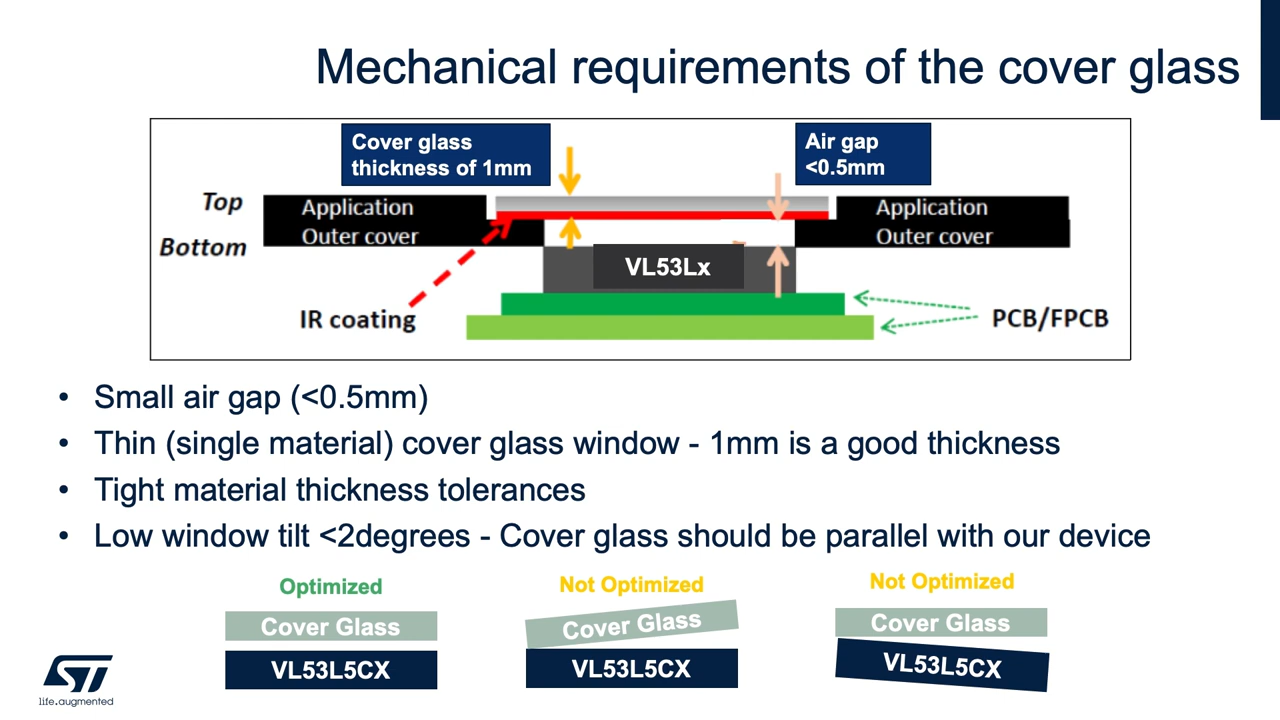 Mechanical requirements of the cover glass
Cover glass
thickness of 1mm
Air gap
<0.5mm
Top
Application
Application
Outer cover
Outer cover
Bottom
VL53Lx
IR coating
PCB/FPCB
• Small air gap (<0.5mm)
• Thin (single material) cover glass window - 1mm is a good thickness
• Tight material thickness tolerances
• Low window tilt <2degrees - Cover glass should be parallel with our device
Optimized
Cover Glass
VL53L5CX
Not Optimized
Cover Glass
VL53L5CX
Not Optimized
Cover Glass
VL53L5CX
ST
life.augmented